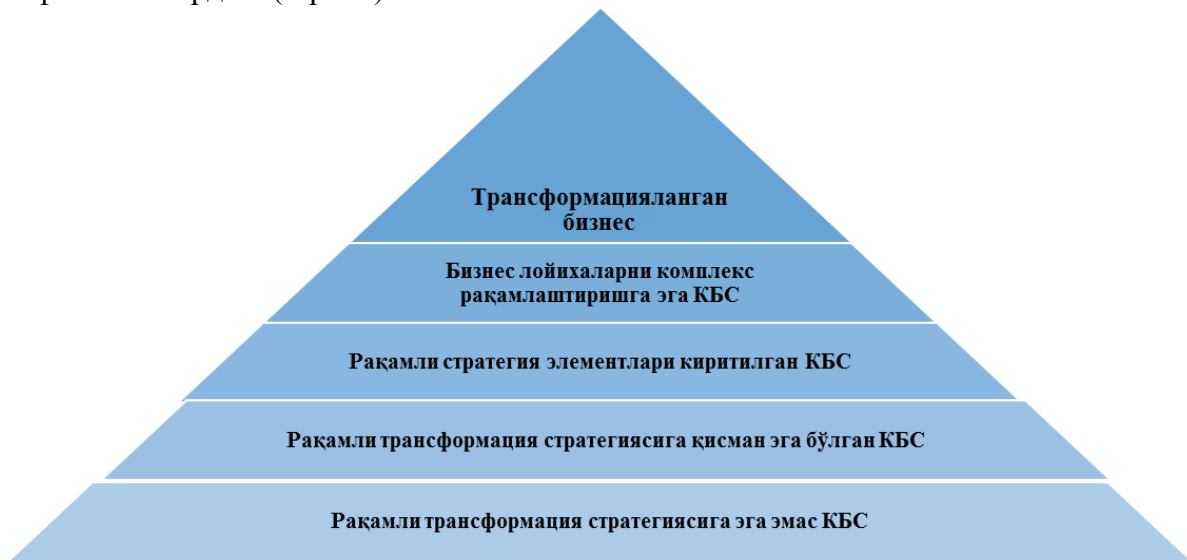 Трансформацияланган
бизнес
Бизнес лойихаларни комплекс
рақамлаштиришга эга КБС
Рақамли стратегия элементлари киритилган КБС
Рақамли трансформация стратегиясига қисман эга бўлган КБС
Рақамли трансформация стратегиясига эга эмас КБС